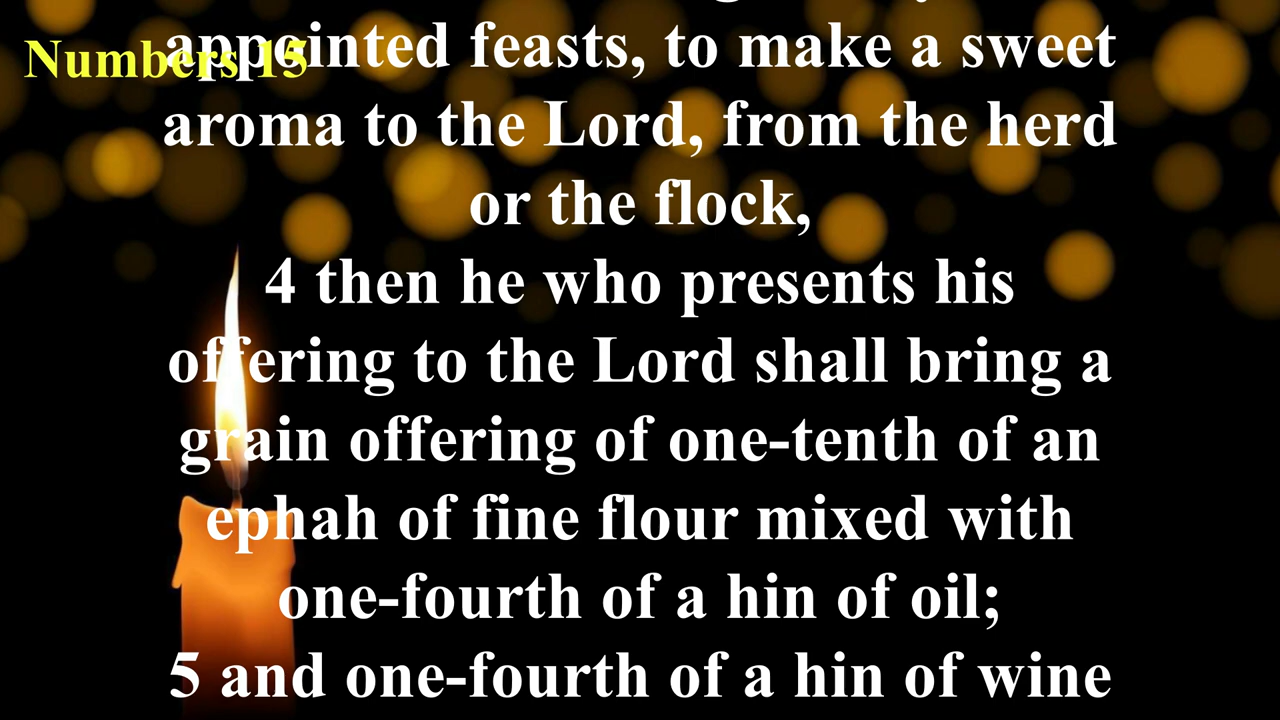 Numbers 15
appointed feasts, to make a sweet
aroma to the Lord, from the herd
or the flock,
4 then he who presents his
offering to the Lord shall bring a
grain offering of one-tenth of an
ephah of fine flour mixed with
one-fourth of a hin of oil;
5 and one-fourth of a hin of wine